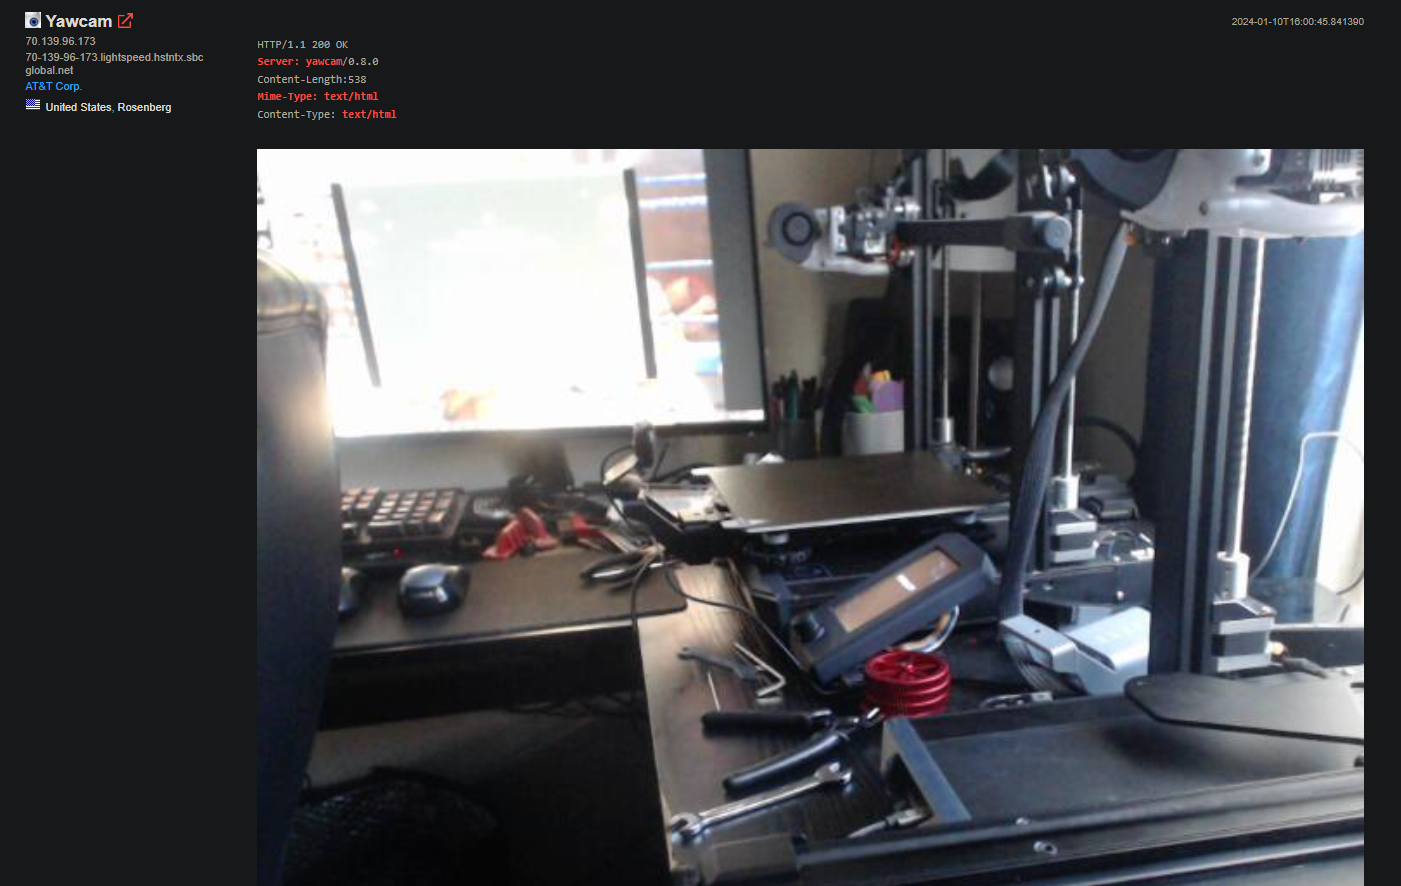 Yawcam
2024-01-10T16:00:45.841390
70.139.96.173
70-139-96-173.lightspeed.hstntx.sbc
global.net
AT&T Corp.
United States, Rosenberg
HTTP/1.1 200 OK
Server: yawcam/0.8.0
Content-Length:538
Mime-Type: text/html
Content-Type: text/html